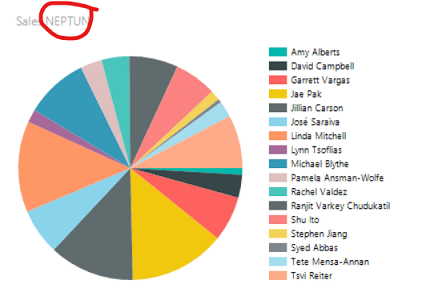 Sales NEPTUN
Amy Alberts
David Campbell
Garrett Vargas
Jae Pak
Jillian Carson
José Saraiva
Linda Mitchell
Lynn Tsoflias
Michael Blythe
Pamela Ansman-Wolfe
Rachel Valdez
Ranjit Varkey Chudukatil
Shu Ito
Stephen Jiang
Syed Abbas
Tete Mensa-Annan
Tsvi Reiter